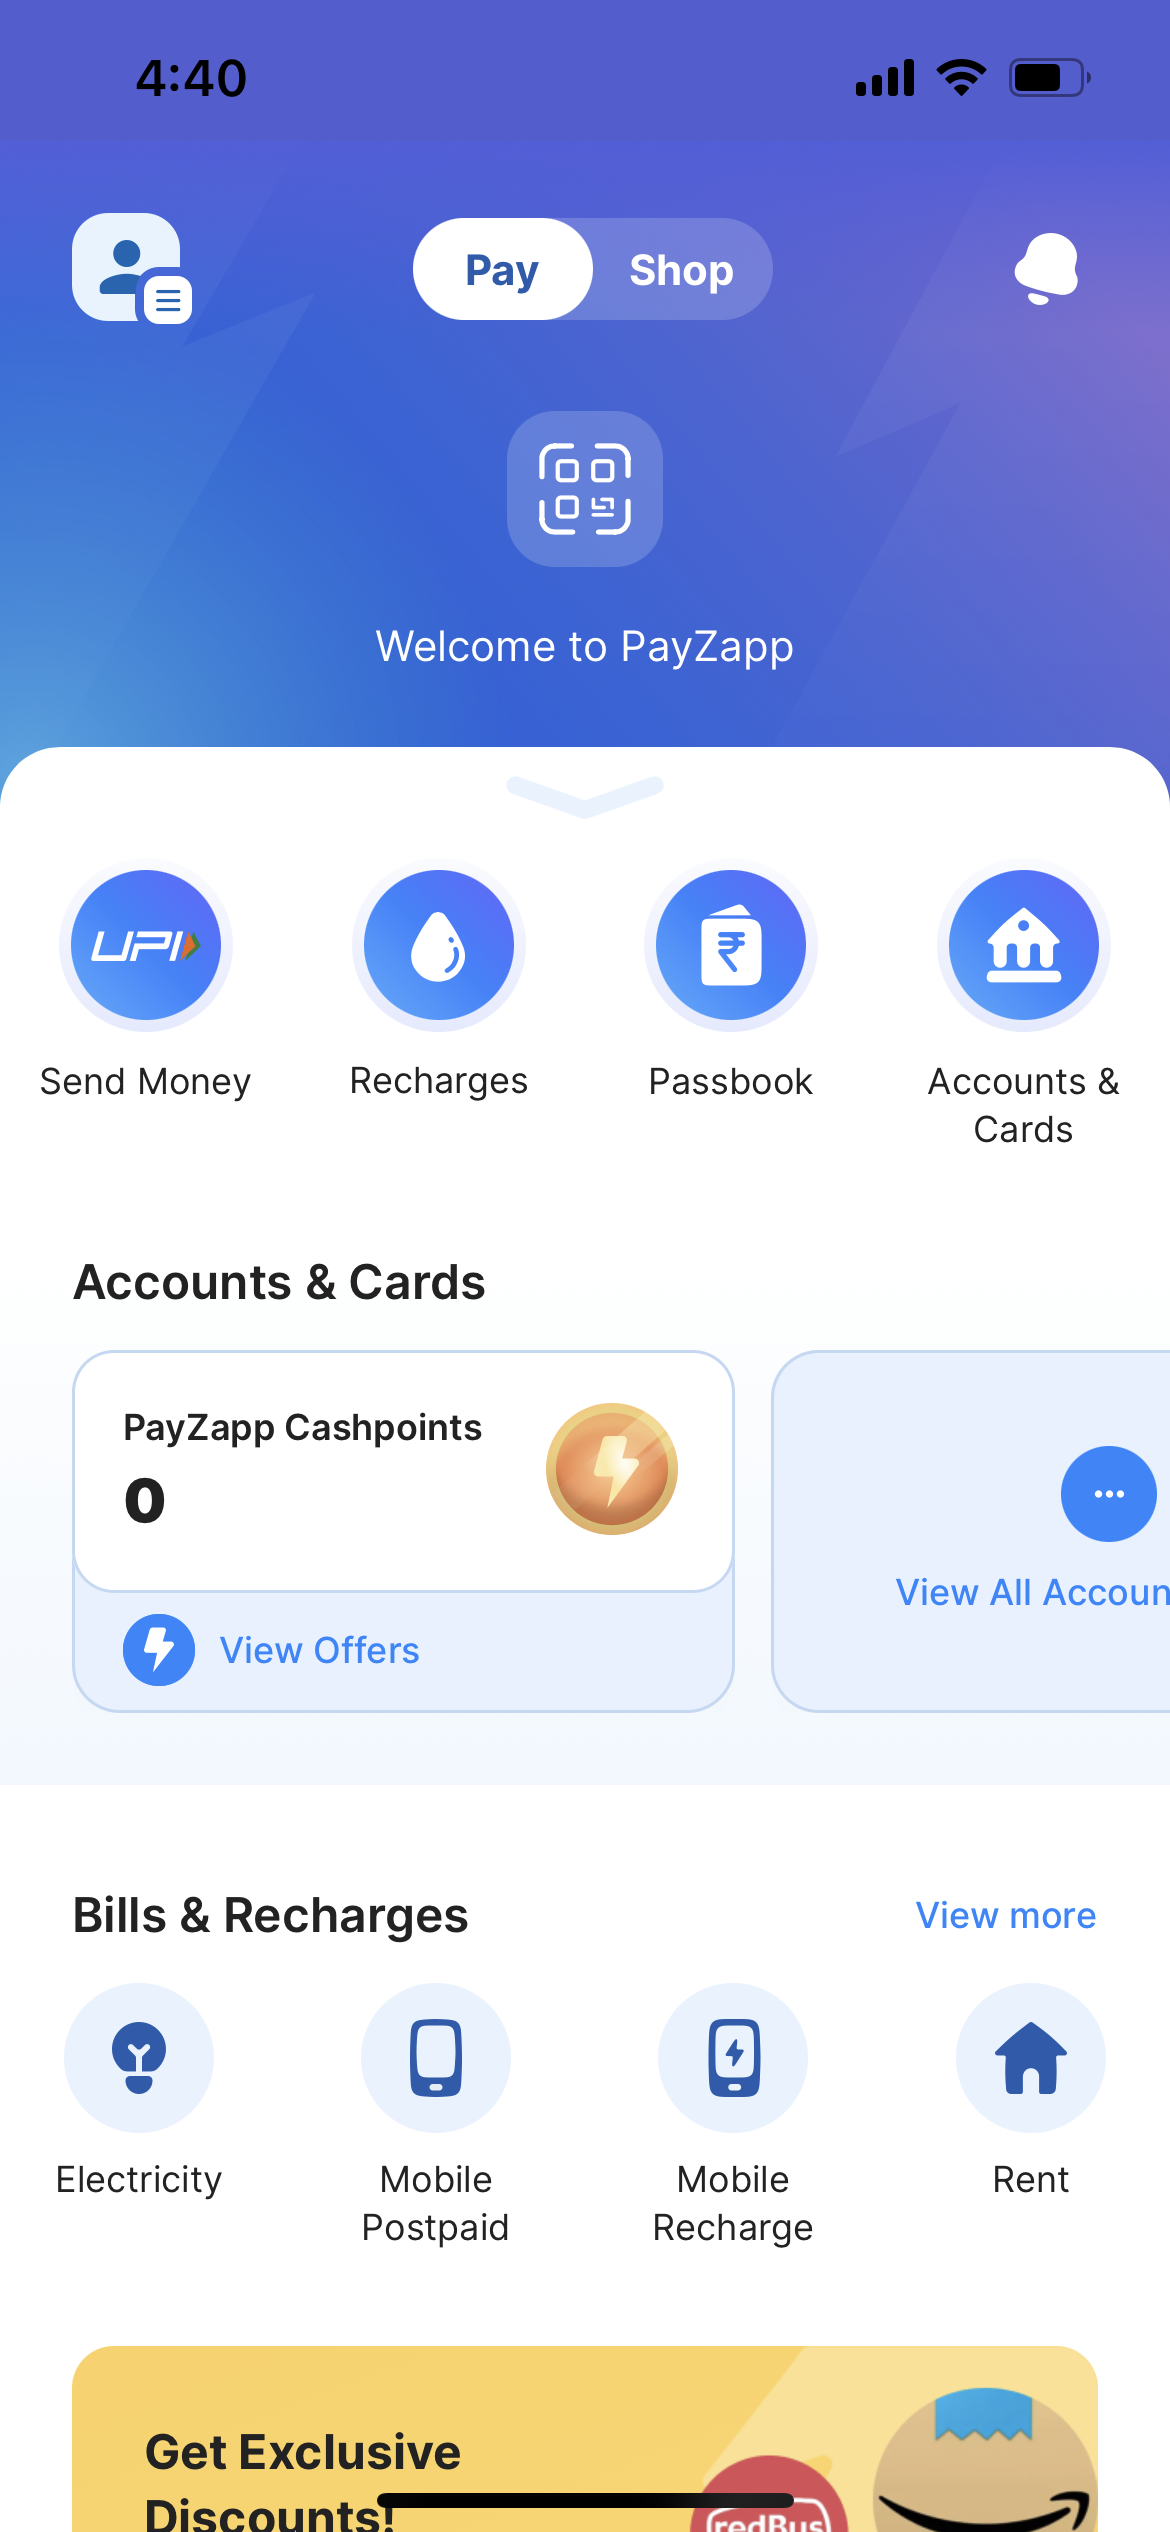 4:40
Pay Shop
Welcome to PayZapp
UPI
Send Money Recharges Passbook Accounts &
Cards
Accounts & Cards
PayZapp Cashpoints
0
View Offers
View All Accoun
Bills & Recharges View more
Electricity Mobile Mobile Rent
Postpaid Recharge
Get Exclusive
Discounts!
redBus